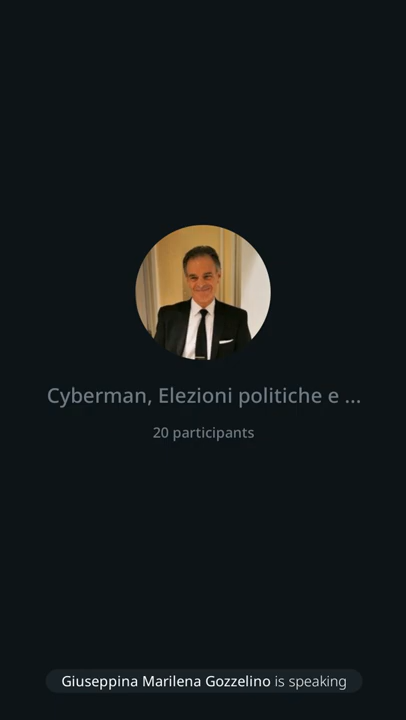 Cyberman, Elezioni politiche e ...
20 participants
Giuseppina Marilena Gozzelino is speaking